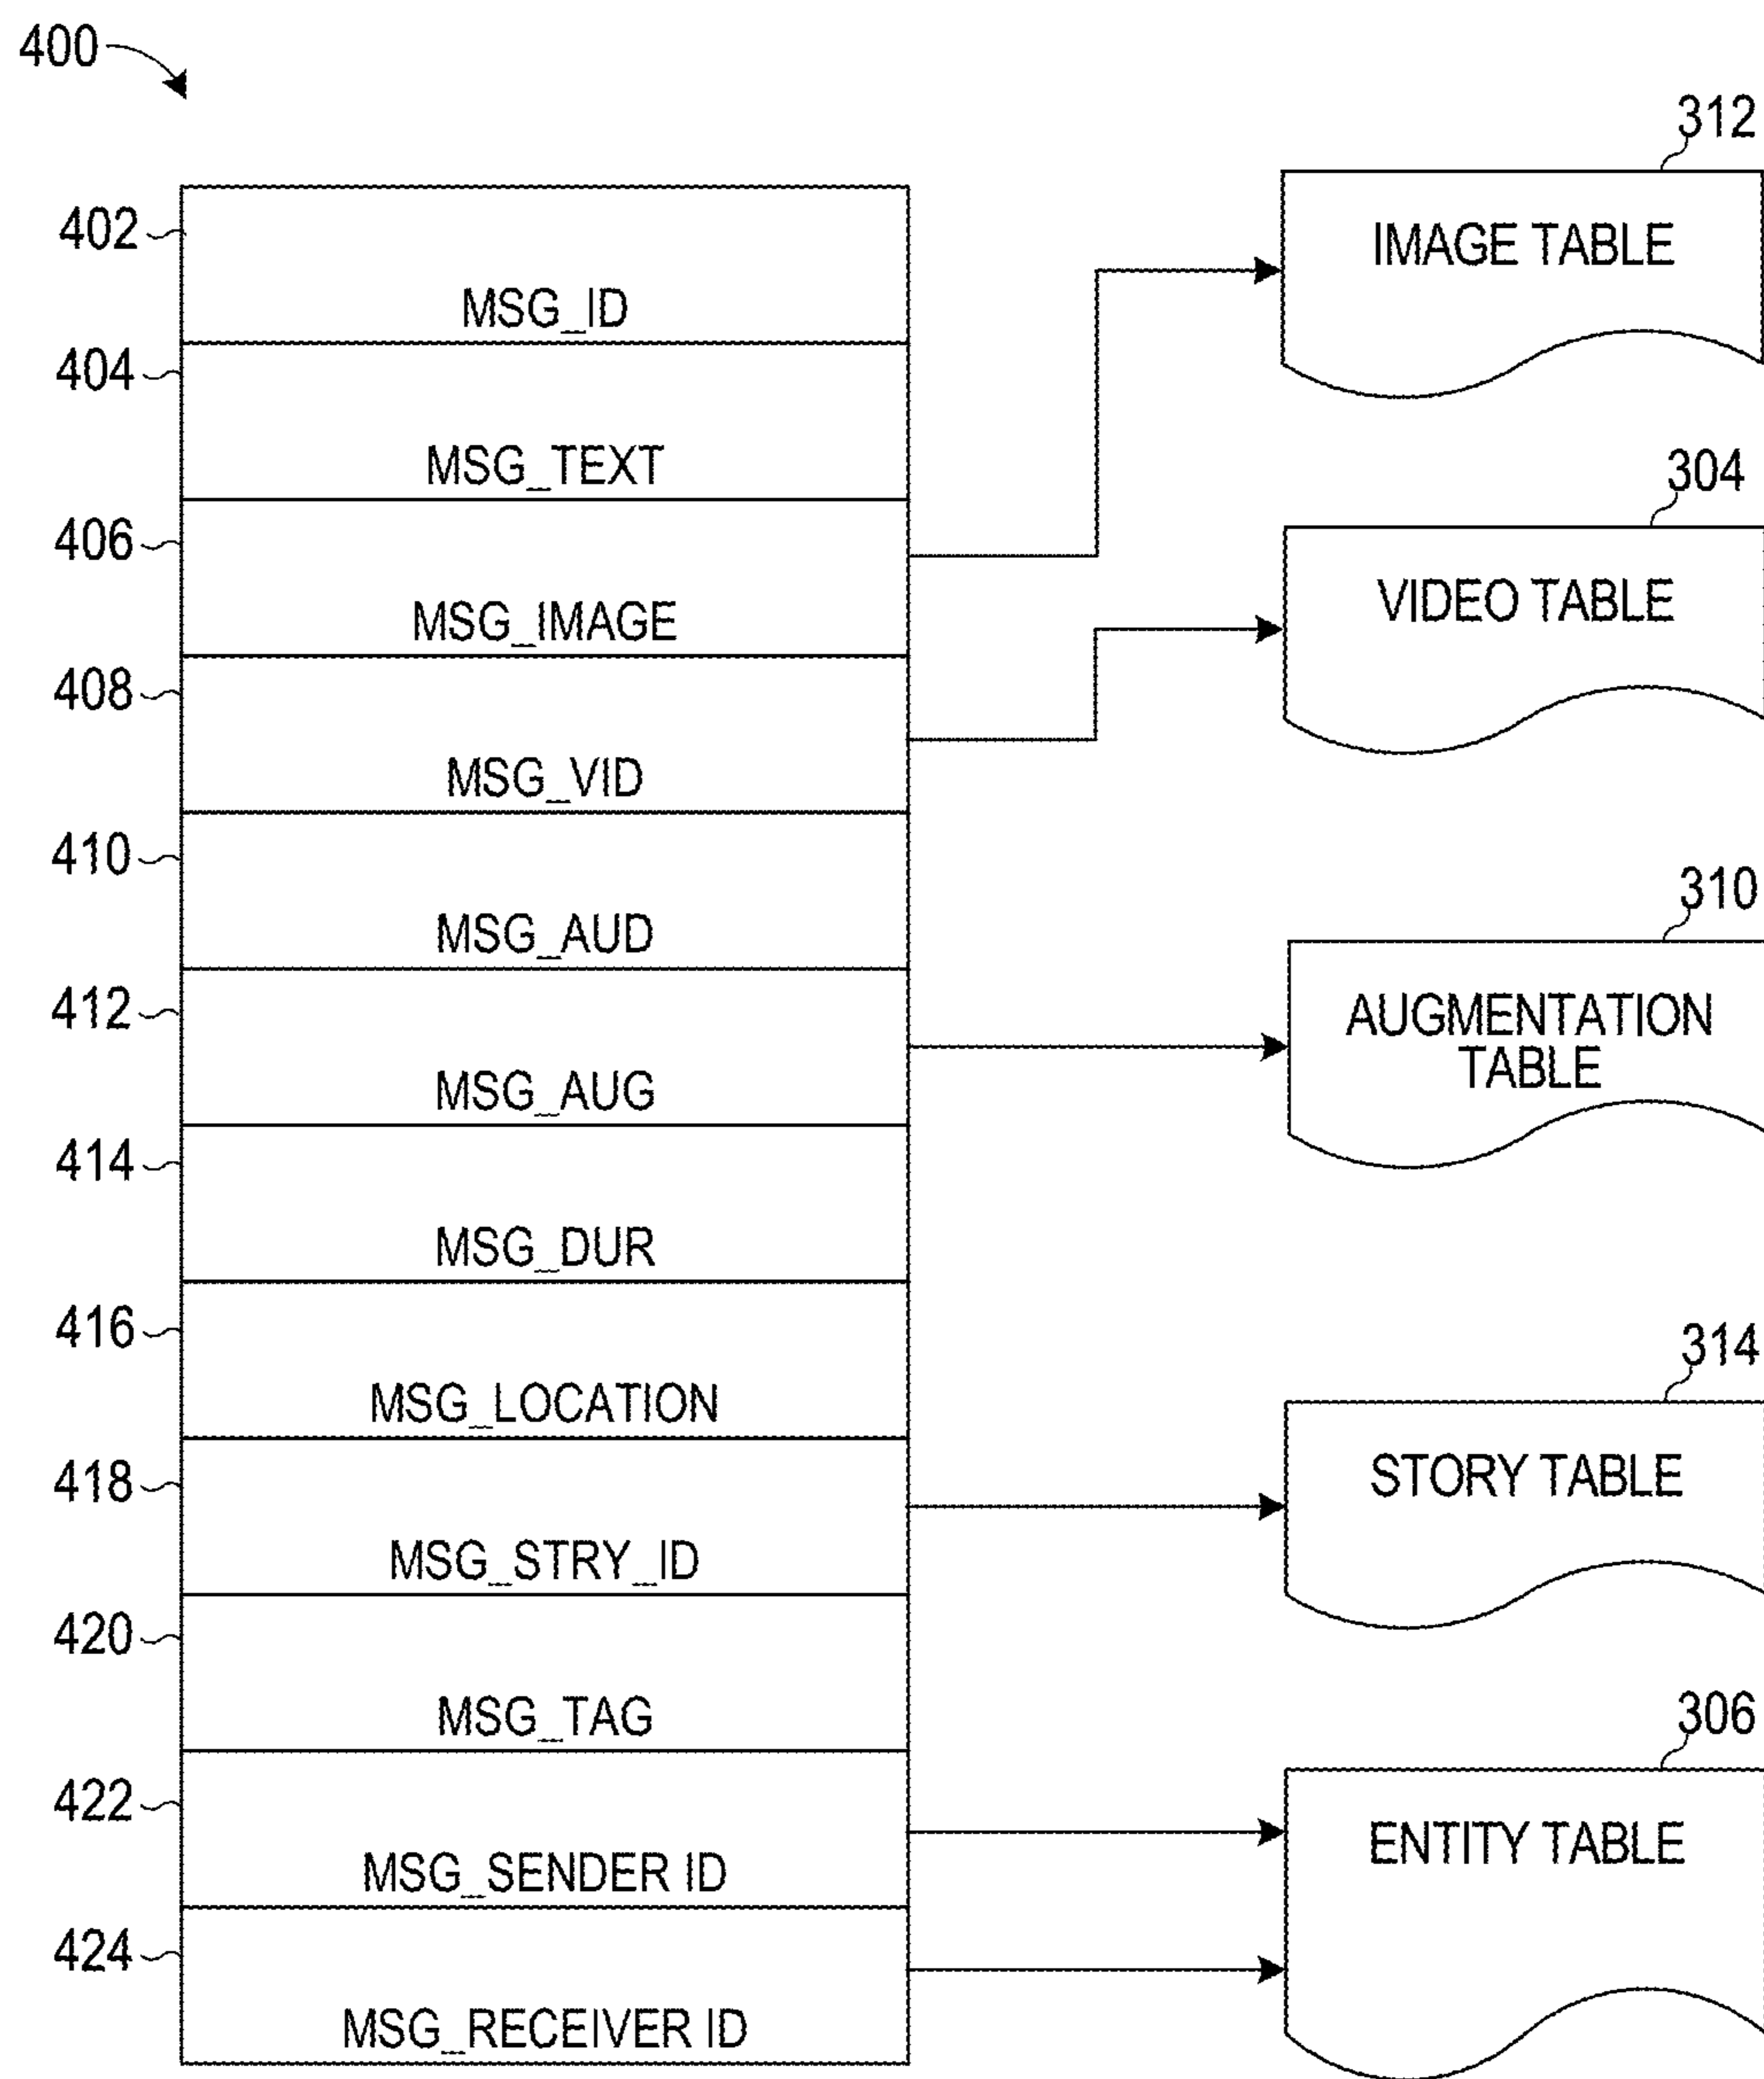 400
402
MSG_ID
404
MSG_TEXT
406
MSG_IMAGE
408
MSG_VID
410
MSG_AUD
412
MSG_AUG
414
MSG_DUR
416
MSG_LOCATION
418
MSG_STRY_ID
420
MSG_TAG
422
MSG_SENDER ID
424
MSG_RECEIVER ID
312
IMAGE TABLE
304
VIDEO TABLE
310
AUGMENTATION
TABLE
314
STORY TABLE
306
ENTITY TABLE